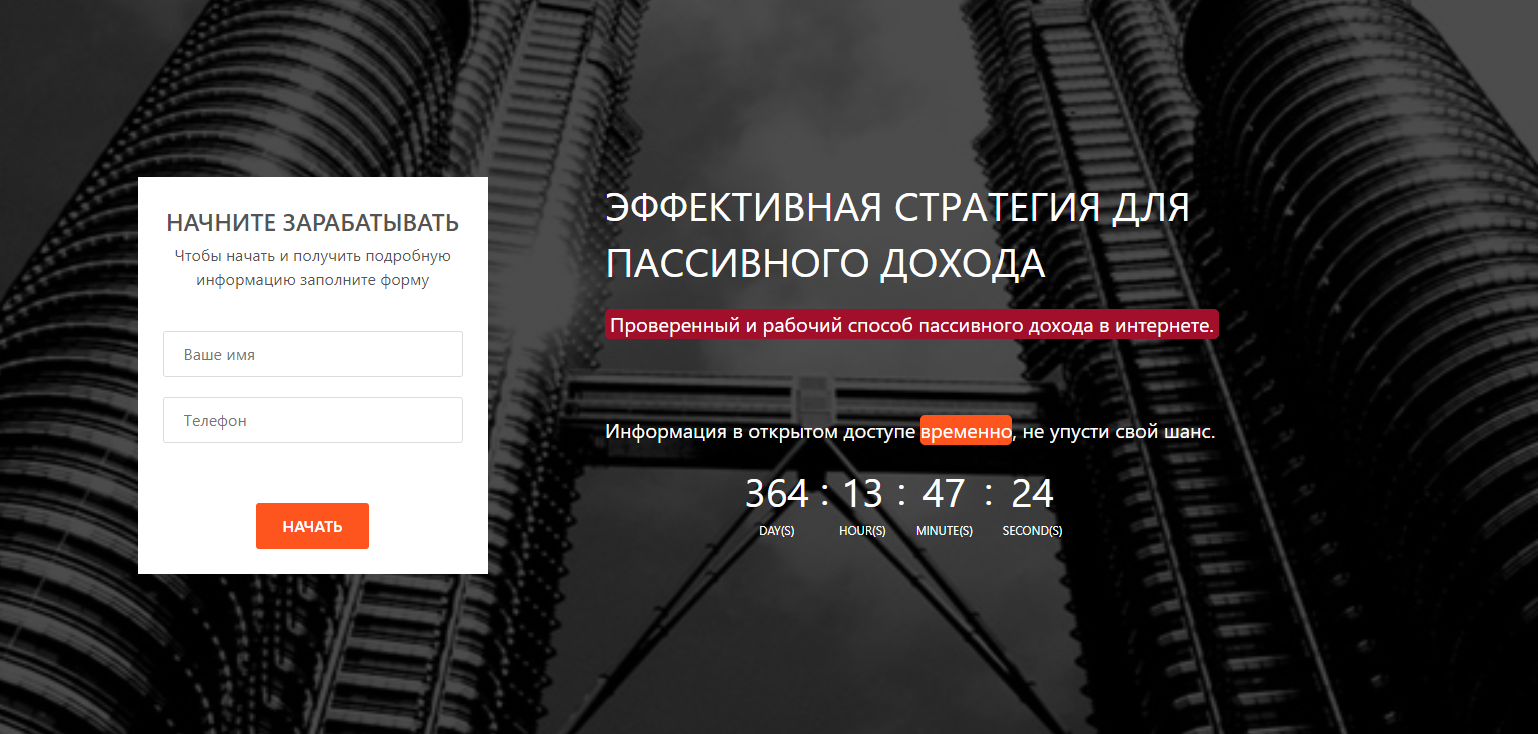 НАЧНИТЕ ЗАРАБАТЫВАТЬ
Чтобы начать и получить подробную
информацию заполните форму
Ваше имя
Телефон
НАЧАТЬ
ЭФФЕКТИВНАЯ СТРАТЕГИЯ ДЛЯ
ПАССИВНОГО ДОХОДА
Проверенный и рабочий способ пассивного дохода в интернете.
Информация в открытом доступе временно, не упусти свой шанс.
364 : 13 : 47 : 24
DAY(S) HOUR(S) MINUTE(S) SECOND(S)